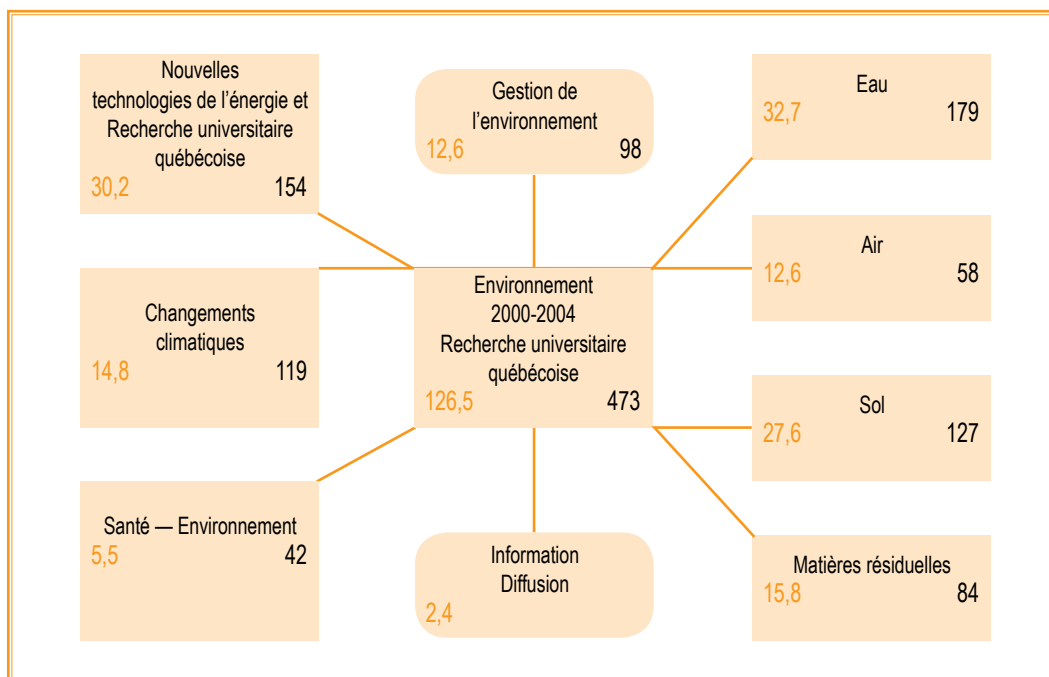 Nouvelles
technologies de l'énergie et
Recherche universitaire
québécoise
30,2 154
Gestion de
l'environnement
12,6 98
Eau
32,7 179
Air
12,6 58
Changements
climatiques
14,8 119
Environnement
2000-2004
Recherche universitaire
québécoise
126,5 473
Sol
27,6 127
Santé — Environnement
5,5 42
Information
Diffusion
2,4
Matières résiduelles
15,8 84